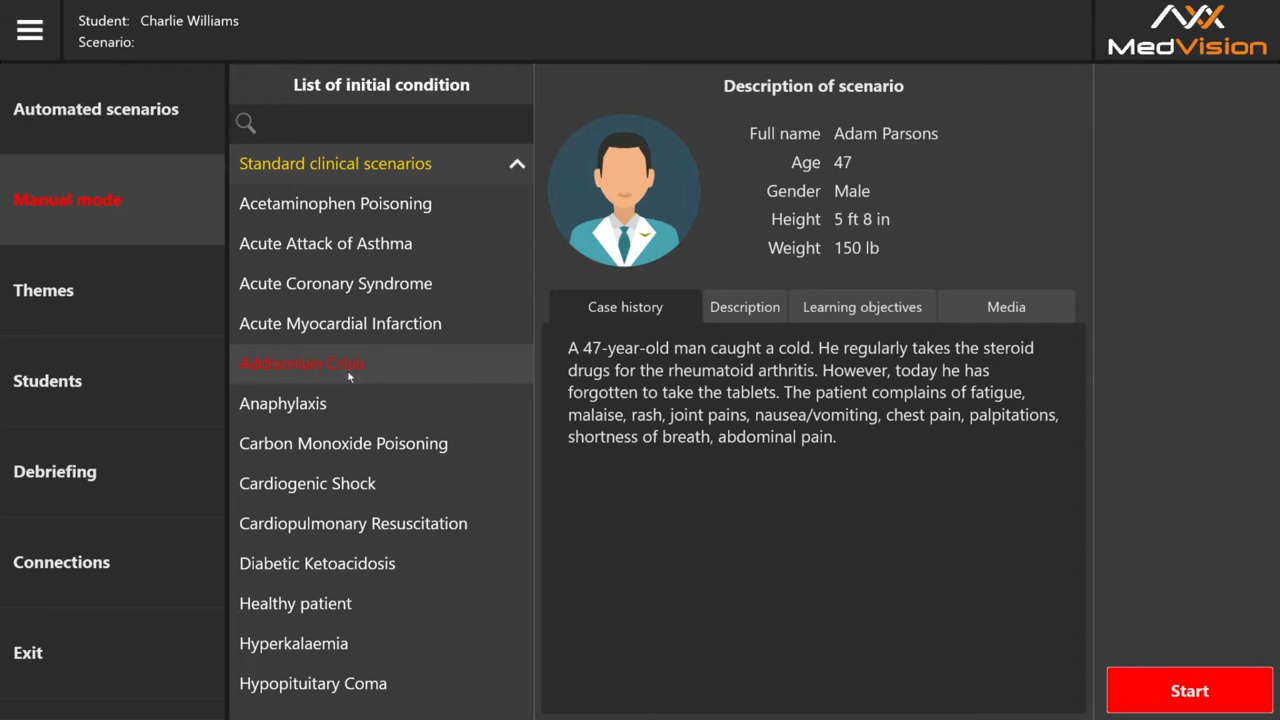 Student: Charlie Williams
Scenario:
MedVision
Automated scenarios
Manual mode
Themes
Students
Debriefing
Connections
Exit
List of initial condition
Standard clinical scenarios
Acetaminophen Poisoning
Acute Attack of Asthma
Acute Coronary Syndrome
Acute Myocardial Infarction
Addisonian Crisis
Anaphylaxis
Carbon Monoxide Poisoning
Cardiogenic Shock
Cardiopulmonary Resuscitation
Diabetic Ketoacidosis
Healthy patient
Hyperkalaemia
Hypopituitary Coma
Description of scenario
Full name Adam Parsons
Age 47
Gender Male
Height 5 ft 8 in
Weight 150 lb
Case history Description Learning objectives Media
A 47-year-old man caught a cold. He regularly takes the steroid
drugs for the rheumatoid arthritis. However, today he has
forgotten to take the tablets. The patient complains of fatigue,
malaise, rash, joint pains, nausea/vomiting, chest pain, palpitations,
shortness of breath, abdominal pain.
Start